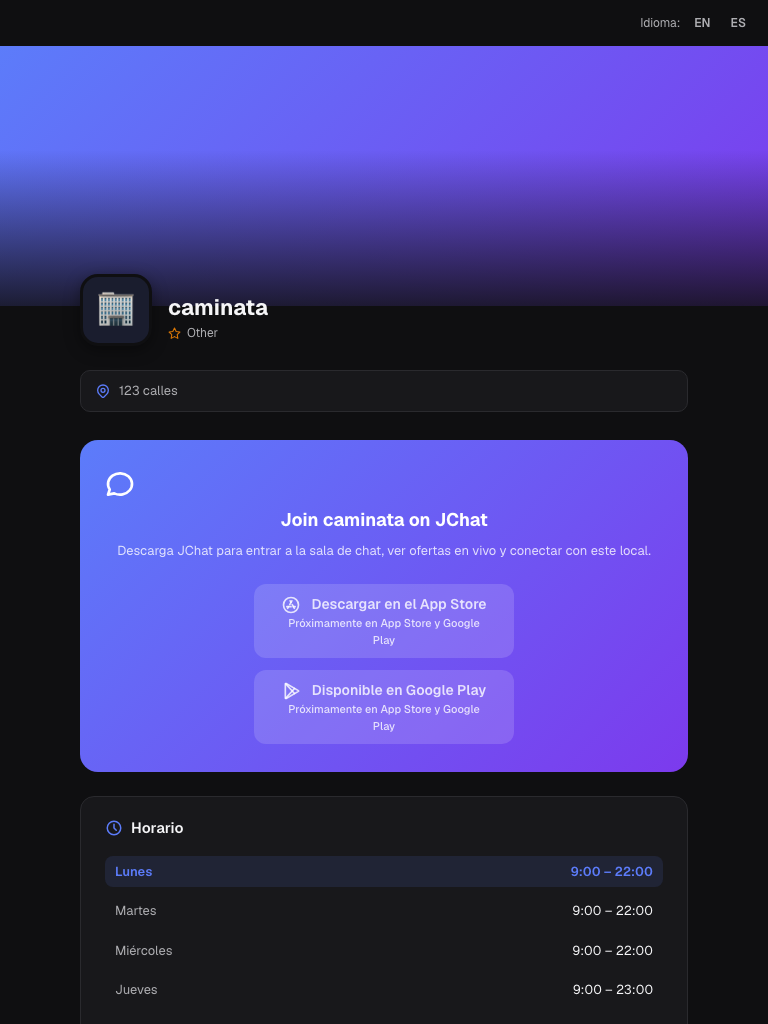 Idioma: EN ES
caminata
Other
123 calles
Join caminata on JChat
Descarga JChat para entrar a la sala de chat, ver ofertas en vivo y conectar con este local.
Descargar en el App Store
Próximamente en App Store y Google
Play
Disponible en Google Play
Próximamente en App Store y Google
Play
Horario
Lunes 9:00 – 22:00
Martes 9:00 – 22:00
Miércoles 9:00 – 22:00
Jueves 9:00 – 23:00